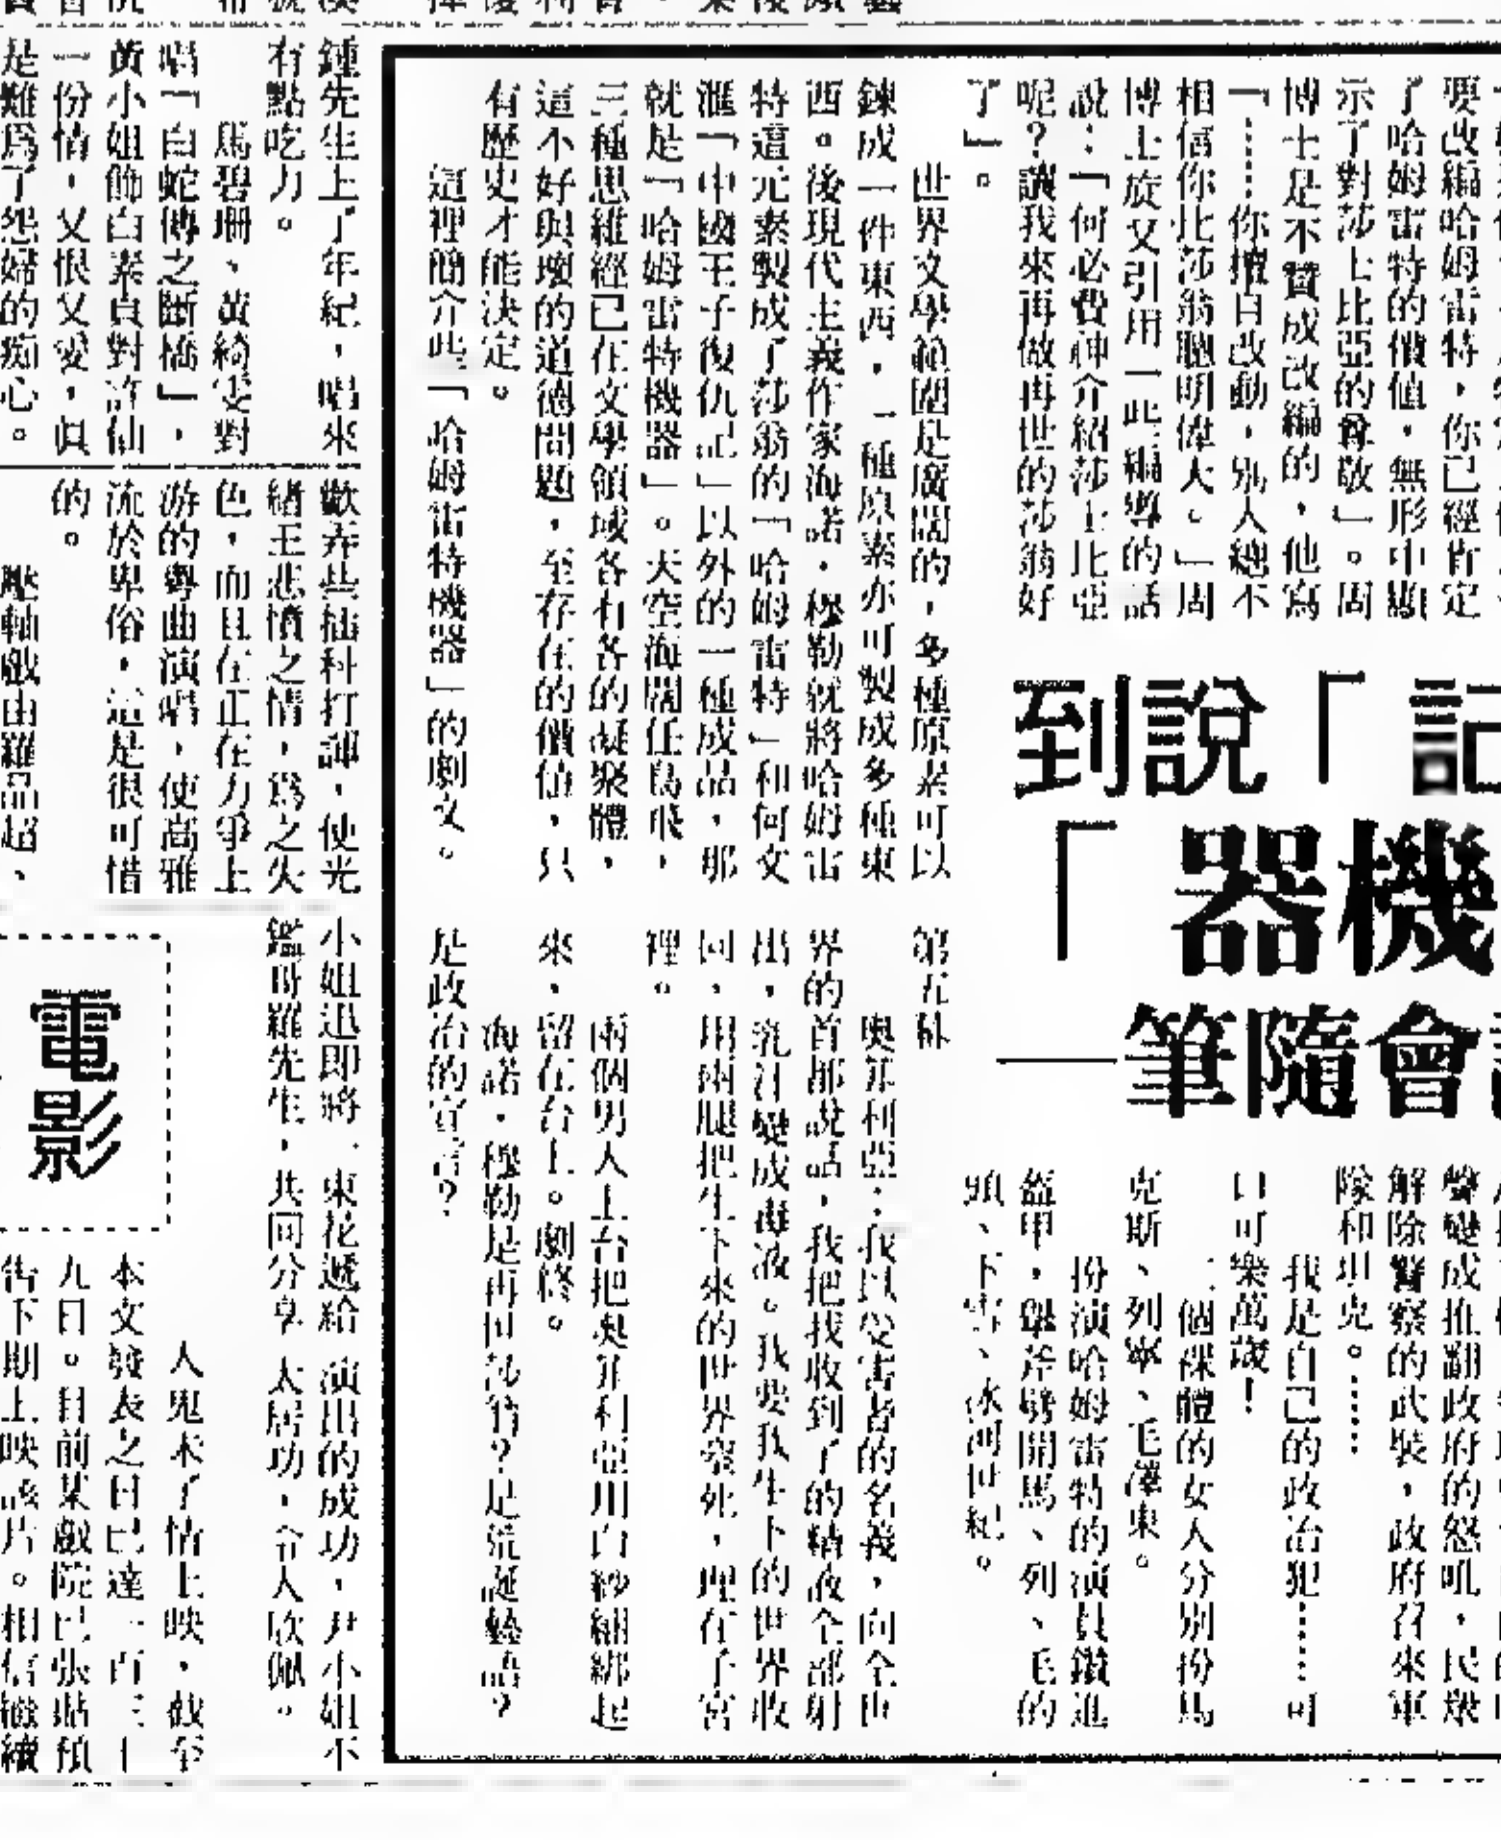 要改編哈姆雷特，你已經肯定
了哈姆雷特的價値，無形中顯
示了對莎士比亞的尊敬」。周
博士是不贊成改編的，他寫
「……你擅自改動，別人總不
相信你比莎翁聰明偉大。」周
博士旋又引用一此編導的話
說：「何必費神介紹莎士比亞
呢？讓我來再做再世的莎翁好
了」。
世界文學範圍是廣闊的，多種原素可以
鍊成一件東西，一種原素亦可製成多種東
西。後現代主義作家海諾・穆勒就將哈姆雷
特這元素製成了莎翁的「哈姆雷特」和何文
滙「中國王子復仇記」以外的一種成品，那
就是「哈姆雷特機器」。天空海闊任鳥飛，
三種思維經已在文學領域各有各的凝聚體，
這不好與壞的道德問題，至存在的價値，只
有歷史才能決定。
這裡簡介些「哈姆雷特機器」的劇文。
到說「記
「器機
筆隨會
聲變成推翻政府的怒吼，民衆
解除警察的武裝，政府召來軍
隊和坦克。……
我是自己的政治犯……可
口可樂萬歲！
三個裸體的女人分別扮馬
克斯、列寧、毛澤東。
扮演哈姆雷特的演員鑽進
盔甲，舉斧劈開馬、列、毛的
頭、下雪、冰河世紀。
第五幕
奧菲利亞：我以受害者的名義，向全世
界的首都說話，我把我收到了的精液全部射
出，乳汁變成毒液。我要我生下的世界收
回，用兩腿把生下來的世界窒死，埋在子宮
裡。
兩個男人上台把奧菲利亞用白紗綑綁起
來，留在台上。劇終。
海諾・穆勒是再世莎翁？是荒誕藝語？
是政治的宣言？
鍾先生上了年紀，唱來
有點吃力。
馬碧珊、黃綺雯對
唱「白蛇傳之斷橋」，
黃小姐飾白素貞對許仙
一份情，又恨又愛，眞
是難爲了怨婦的痴心。
歡弄些插科打諢，使光
緒王悲憤之情，爲之失
色，而且在正在力爭上
游的粵曲演唱，使高雅
流於卑俗，這是很可惜
的。
壓軸戲由羅品超、
小姐迅即將一束花遞給
鑑哥羅先生，共同分享
演出的成功，尹小姐不
太居功，令人欣佩。
電影
人鬼未了情上映，截至
本文發表之日已達一百三十
九日。目前某戲院已張貼預
告下期上映該片。相信繼續